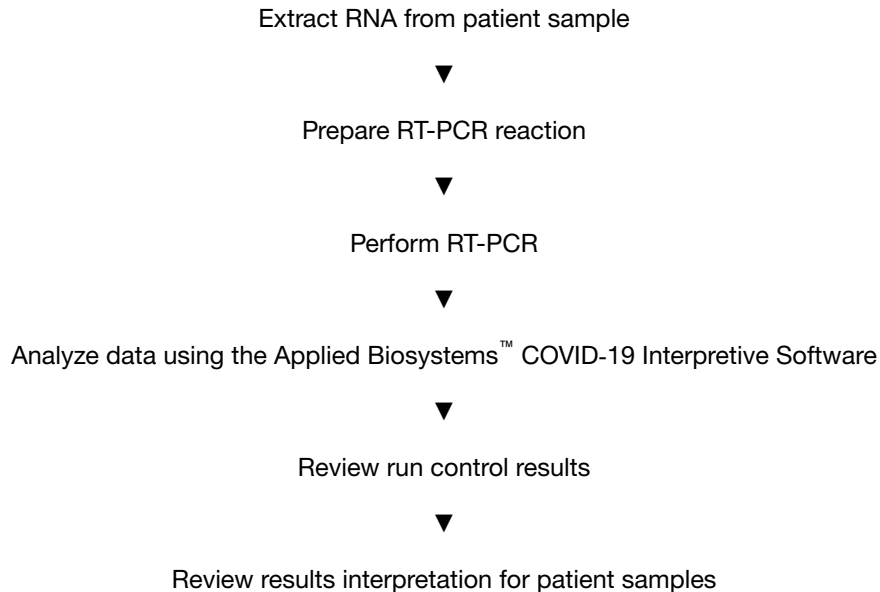 Extract RNA from patient sample
▼
Prepare RT-PCR reaction
▼
Perform RT-PCR
▼
Analyze data using the Applied Biosystems™ COVID-19 Interpretive Software
▼
Review run control results
▼
Review results interpretation for patient samples